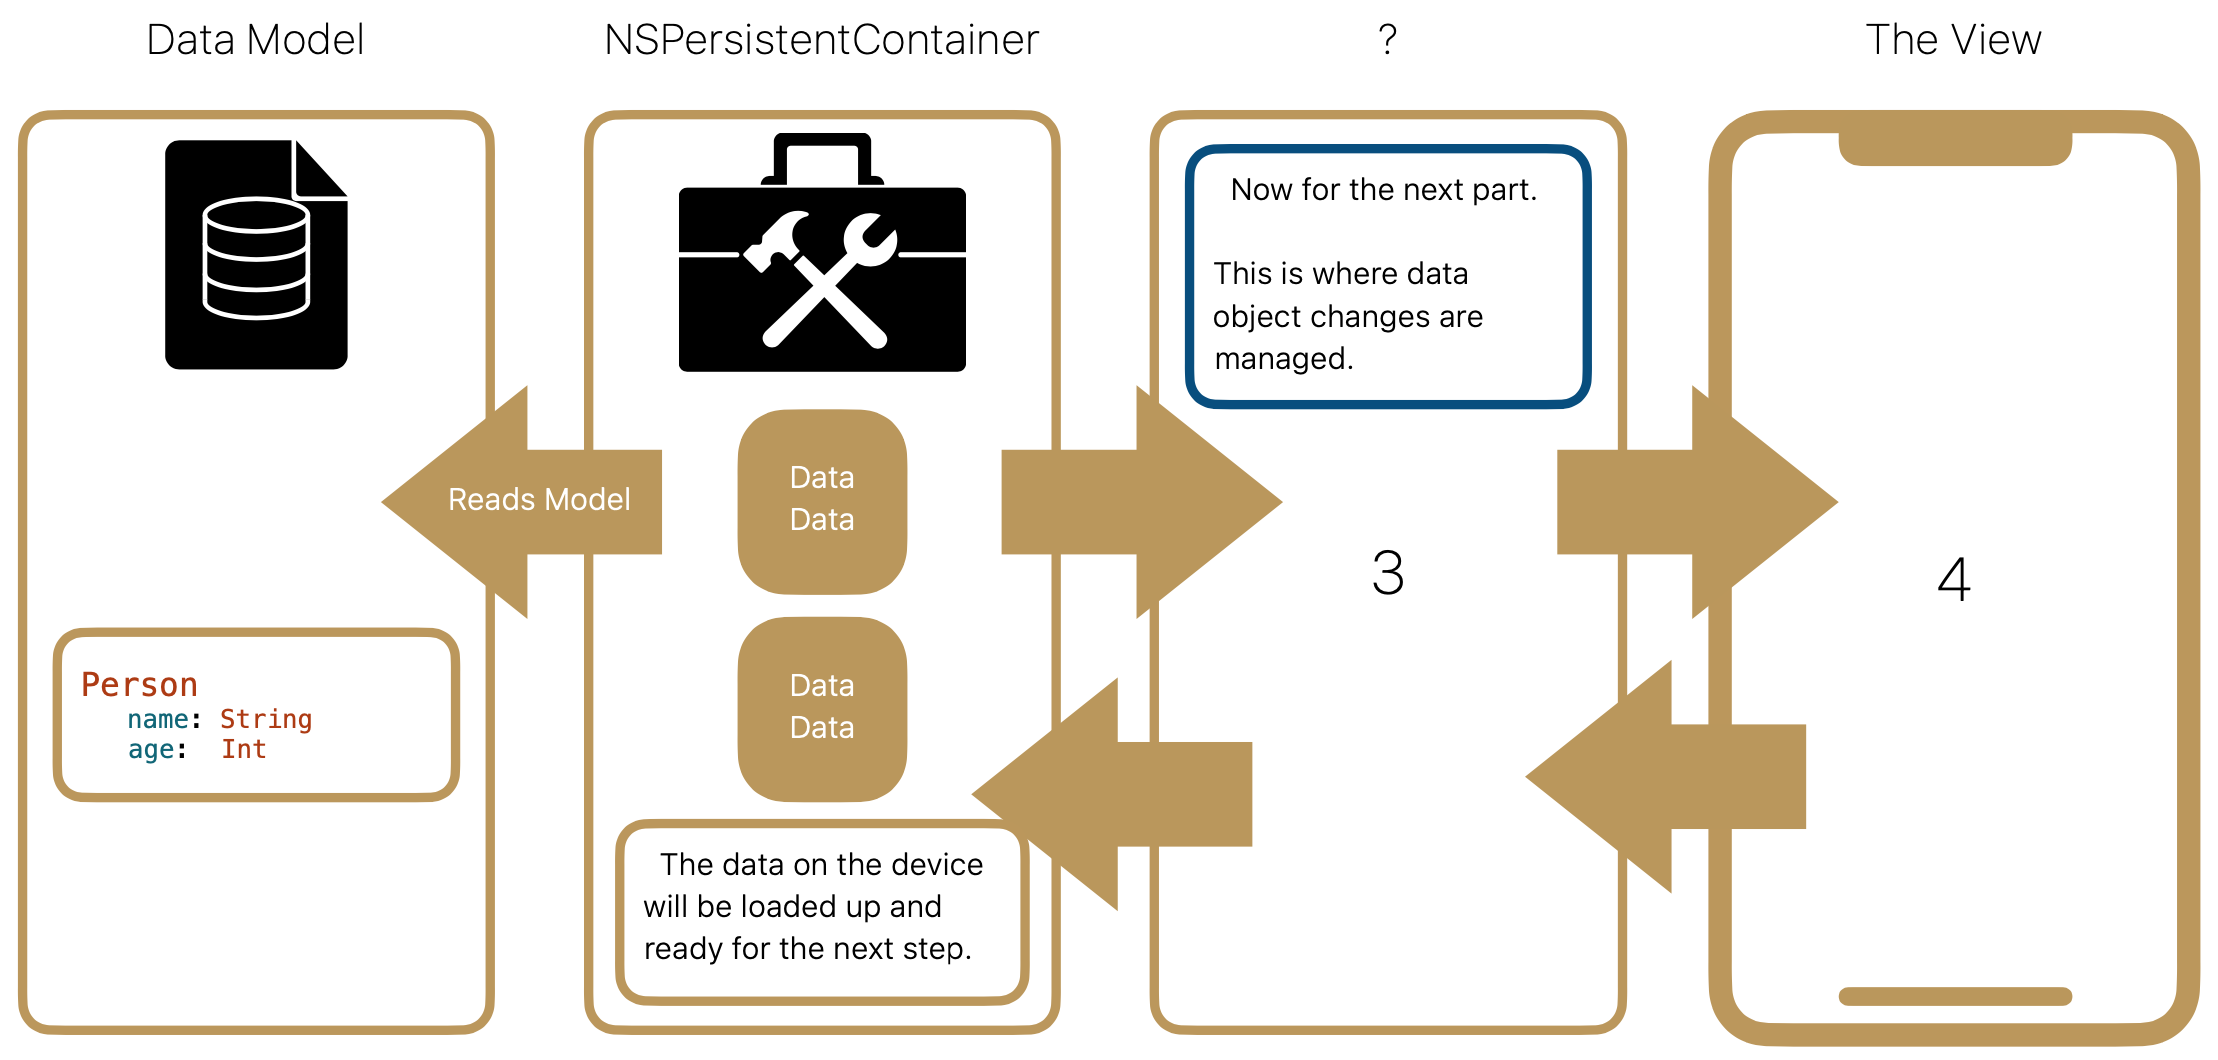 Data Model
NSPersistentContainer
?
The View
Reads Model
Person
name: String
age: Int
Data
Data
Data
Data
The data on the device
will be loaded up and
ready for the next step.
Now for the next part.
This is where data
object changes are
managed.
3
4